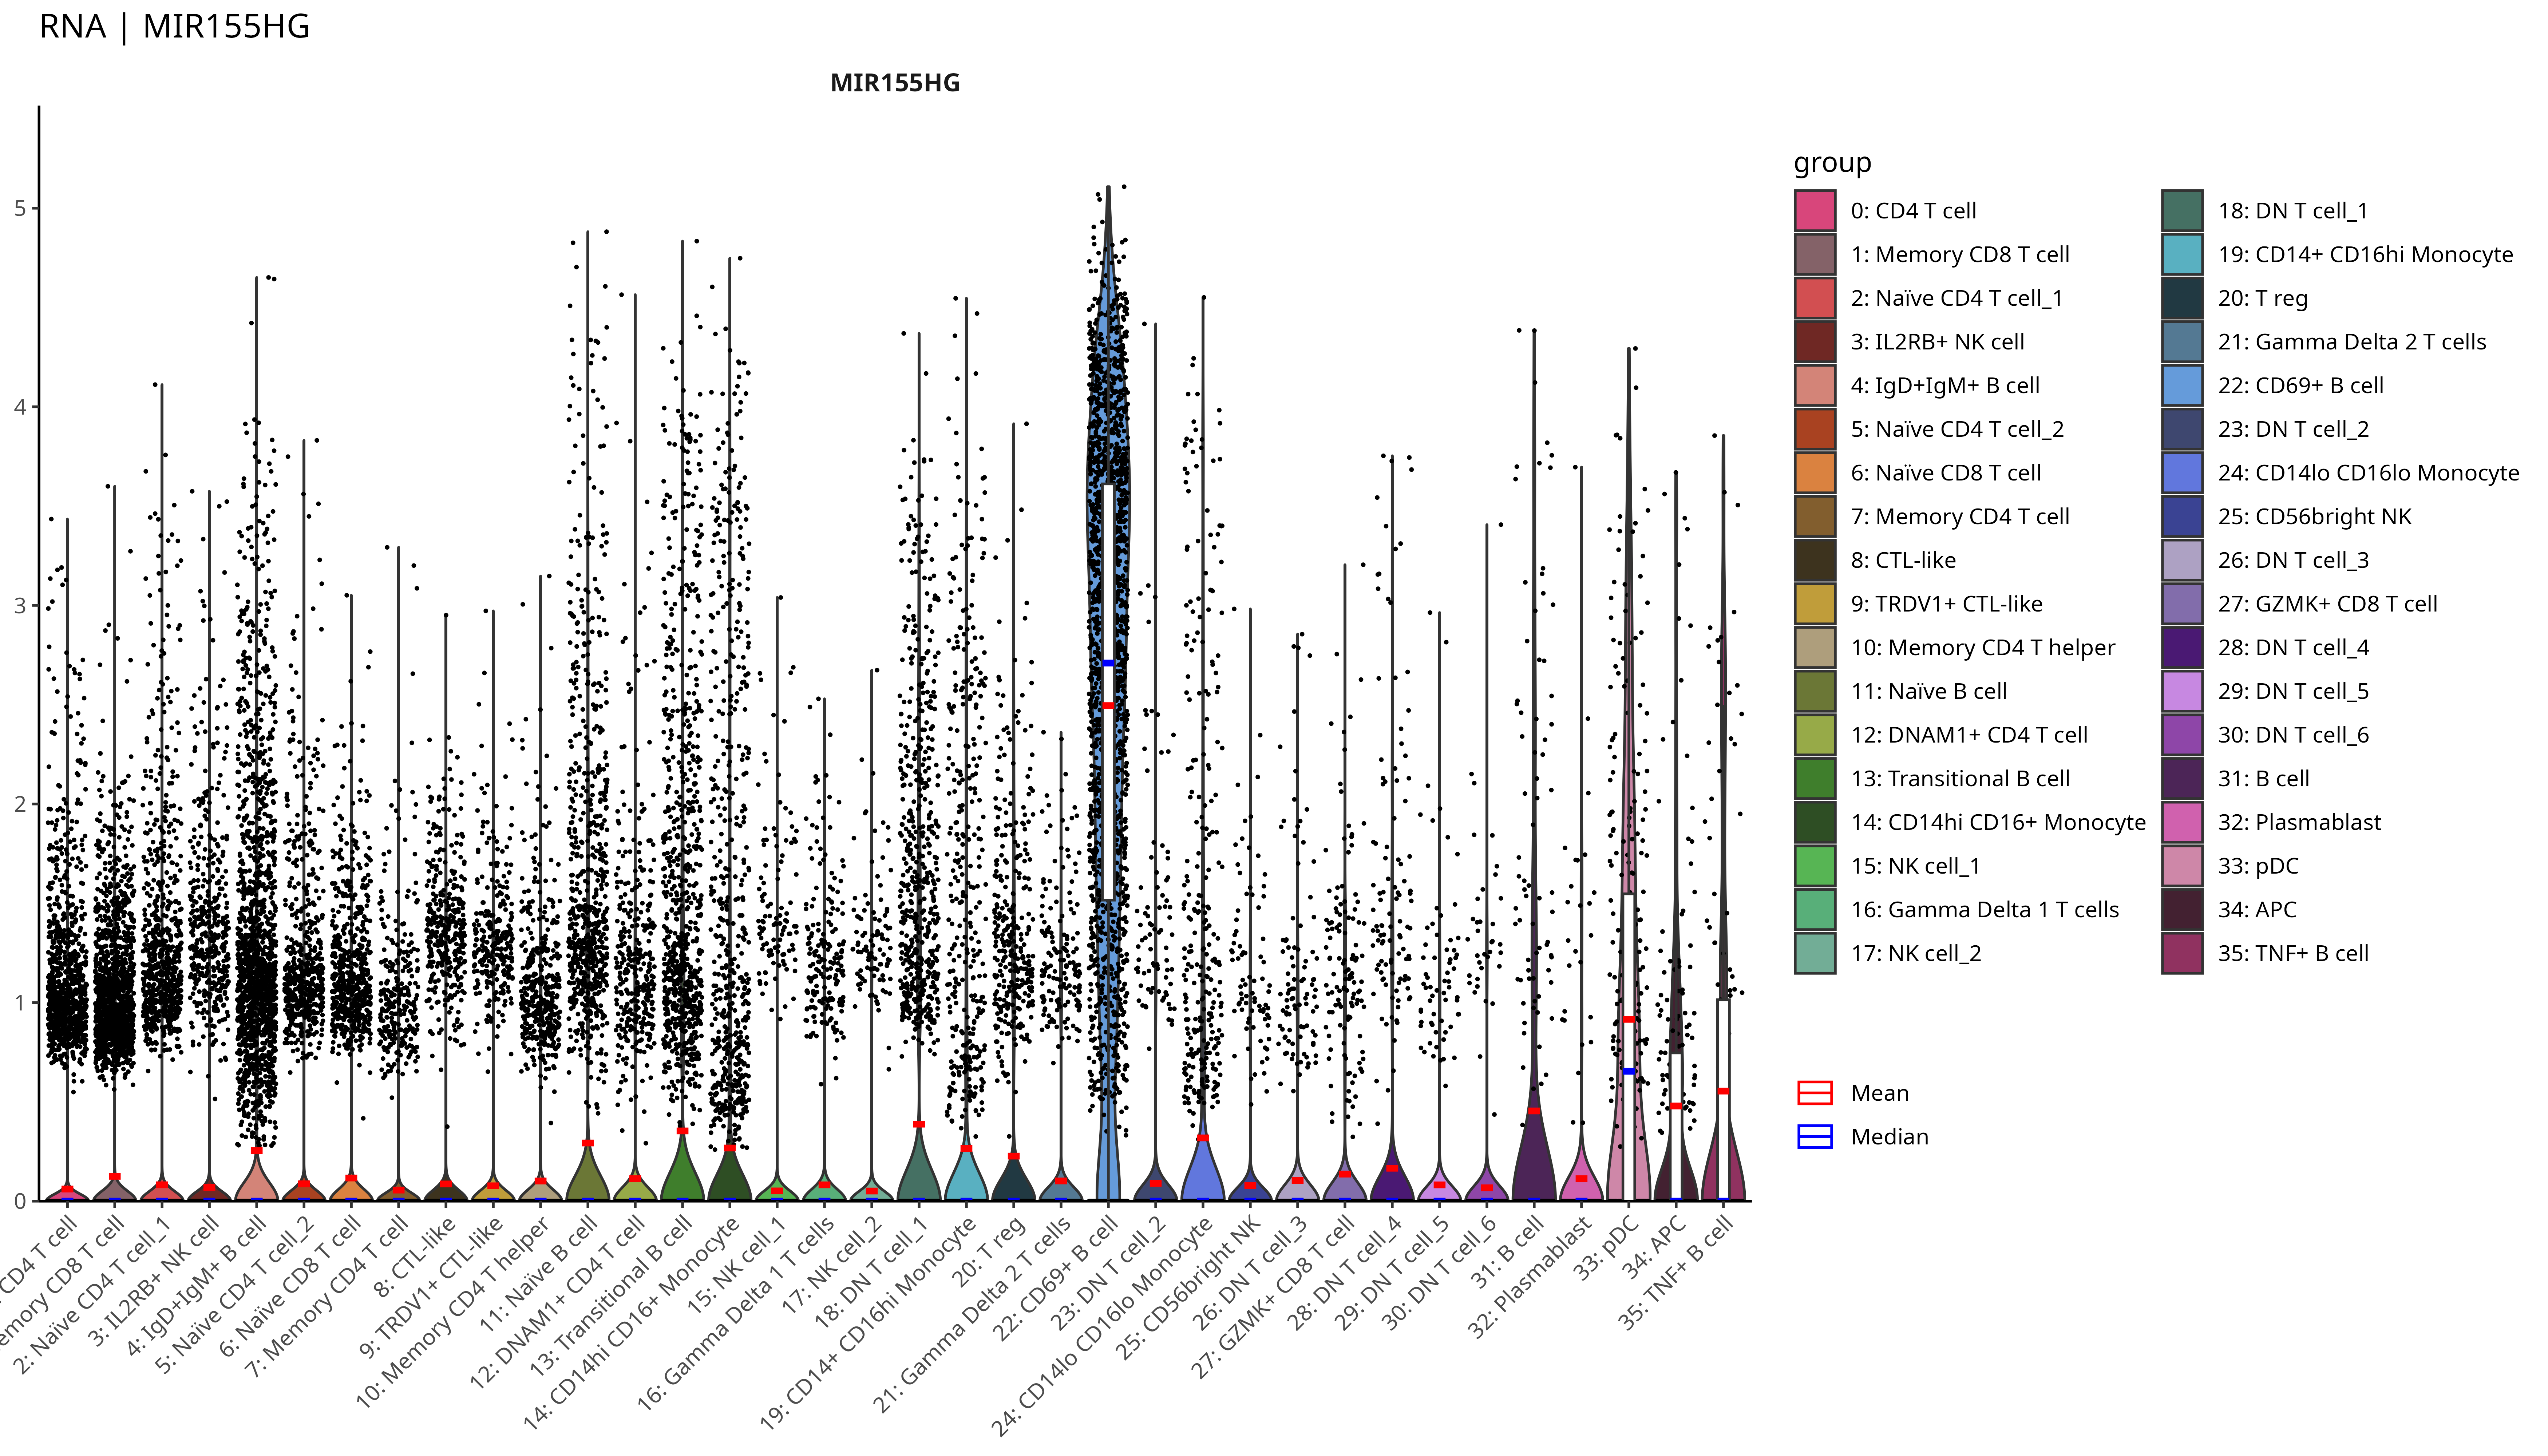 RNA | MIR155HG
MIR155HG
5
4
3
2
1
0
CD4 T cell
2: Naïve CD4 T cell_1
3: IL2RB+ NK cell
4: IgD+IgM+ B cell
5: Naïve CD4 T cell_2
6: Naïve CD8 T cell
7: Memory CD4 T cell
8: CTL-like
9: TRDV1+ CTL-like
10: Memory CD4 T helper
11: Naïve B cell
12: DNAM1+ CD4 T cell
13: Transitional B cell
14: CD14hi CD16+ Monocyte
15: NK cell_1
16: Gamma Delta 1 T cells
17: NK cell_2
18: DN T cell_1
19: CD14+ CD16hi Monocyte
20: T reg
21: Gamma Delta 2 T cells
22: CD69+ B cell
23: DN T cell_2
24: CD14lo CD16lo Monocyte
25: CD56bright NK
26: DN T cell_3
27: GZMK+ CD8 T cell
28: DN T cell_4
29: DN T cell_5
30: DN T cell_6
31: B cell
32: Plasmablast
33: pDC
34: APC
35: TNF+ B cell
group
0: CD4 T cell
1: Memory CD8 T cell
2: Naïve CD4 T cell_1
3: IL2RB+ NK cell
4: IgD+IgM+ B cell
5: Naïve CD4 T cell_2
6: Naïve CD8 T cell
7: Memory CD4 T cell
8: CTL-like
9: TRDV1+ CTL-like
10: Memory CD4 T helper
11: Naïve B cell
12: DNAM1+ CD4 T cell
13: Transitional B cell
14: CD14hi CD16+ Monocyte
15: NK cell_1
16: Gamma Delta 1 T cells
17: NK cell_2
18: DN T cell_1
19: CD14+ CD16hi Monocyte
20: T reg
21: Gamma Delta 2 T cells
22: CD69+ B cell
23: DN T cell_2
24: CD14lo CD16lo Monocyte
25: CD56bright NK
26: DN T cell_3
27: GZMK+ CD8 T cell
28: DN T cell_4
29: DN T cell_5
30: DN T cell_6
31: B cell
32: Plasmablast
33: pDC
34: APC
35: TNF+ B cell
Mean
Median